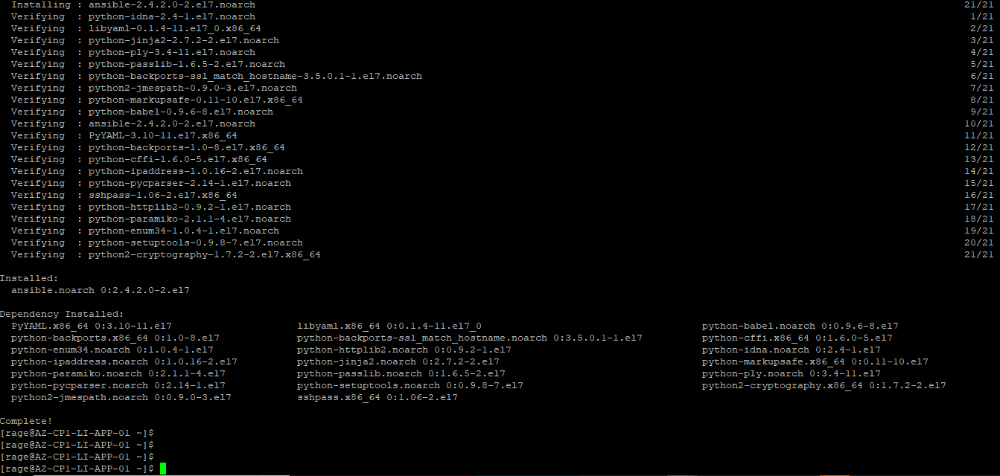 Installing : ansible-2.4.2.0-2.el7.noarch 21/21
Verifying : python-idna-2.4-1.el7.noarch 1/21
Verifying : libyaml-0.1.4-11.el7_0.x86_64 2/21
Verifying : python-jinja2-2.7.2-2.el7.noarch 3/21
Verifying : python-ply-3.4-11.el7.noarch 4/21
Verifying : python-passlib-1.6.5-2.el7.noarch 5/21
Verifying : python-backports-ssl_match_hostname-3.5.0.1-1.el7.noarch 6/21
Verifying : python2-jmespath-0.9.0-3.el7.noarch 7/21
Verifying : python-markupsafe-0.11-10.el7.x86_64 8/21
Verifying : python-babel-0.9.6-8.el7.noarch 9/21
Verifying : ansible-2.4.2.0-2.el7.noarch 10/21
Verifying : PyYAML-3.10-11.el7.x86_64 11/21
Verifying : python-backports-1.0-8.el7.x86_64 12/21
Verifying : python-cffi-1.6.0-5.el7.x86_64 13/21
Verifying : python-ipaddress-1.0.16-2.el7.noarch 14/21
Verifying : python-pycparser-2.14-1.el7.noarch 15/21
Verifying : sshpass-1.06-2.el7.x86_64 16/21
Verifying : python-httplib2-0.9.2-1.el7.noarch 17/21
Verifying : python-paramiko-2.1.1-4.el7.noarch 18/21
Verifying : python-enum34-1.0.4-1.el7.noarch 19/21
Verifying : python-setuptools-0.9.8-7.el7.noarch 20/21
Verifying : python2-cryptography-1.7.2-2.el7.x86_64 21/21
Installed:
ansible.noarch 0:2.4.2.0-2.el7
Dependency Installed:
PyYAML.x86_64 0:3.10-11.el7 libyaml.x86_64 0:0.1.4-11.el7_0 python-babel.noarch 0:0.9.6-8.el7
python-backports.x86_64 0:1.0-8.el7 python-backports-ssl_match_hostname.noarch 0:3.5.0.1-1.el7 python-cffi.x86_64 0:1.6.0-5.el7
python-enum34.noarch 0:1.0.4-1.el7 python-httplib2.noarch 0:0.9.2-1.el7 python-idna.noarch 0:2.4-1.el7
python-ipaddress.noarch 0:1.0.16-2.el7 python-jinja2.noarch 0:2.7.2-2.el7 python-markupsafe.x86_64 0:0.11-10.el7
python-paramiko.noarch 0:2.1.1-4.el7 python-passlib.noarch 0:1.6.5-2.el7 python-ply.noarch 0:3.4-11.el7
python-pycparser.noarch 0:2.14-1.el7 python-setuptools.noarch 0:0.9.8-7.el7 python2-cryptography.x86_64 0:1.7.2-2.el7
python2-jmespath.noarch 0:0.9.0-3.el7 sshpass.x86_64 0:1.06-2.el7
Complete!
[rage@AZ-CP1-LI-APP-01 ~]$
[rage@AZ-CP1-LI-APP-01 ~]$
[rage@AZ-CP1-LI-APP-01 ~]$
[rage@AZ-CP1-LI-APP-01 ~]$